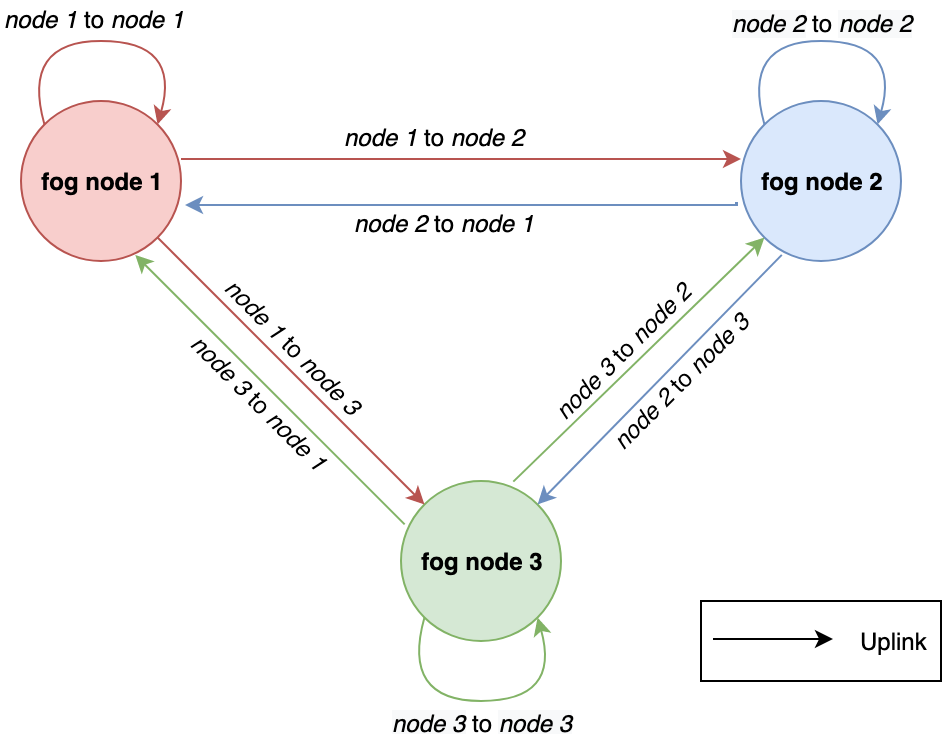 node 1 to node 1
node 2 to node 2
node 1 to node 2
fog node 1
fog node 2
node 2 to node 1
node 1 to node 3
node 3 to node 2
node 3 to node 1
node 2 to node 3
fog node 3
Uplink
node 3 to node 3